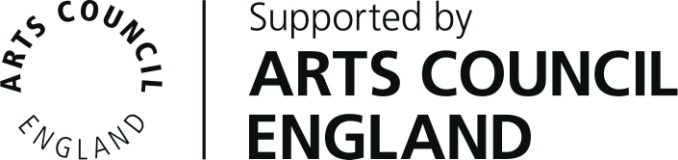 ARTS COUNCIL
ENGLAND
Supported by
ARTS COUNCIL
ENGLAND